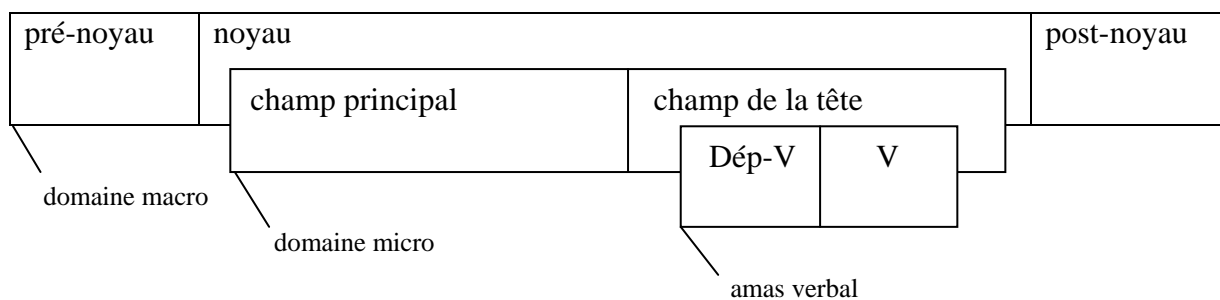 pré-noyau noyau post-noyau
champ principal champ de la tête
Dép-V V
domaine macro
domaine micro
amas verbal